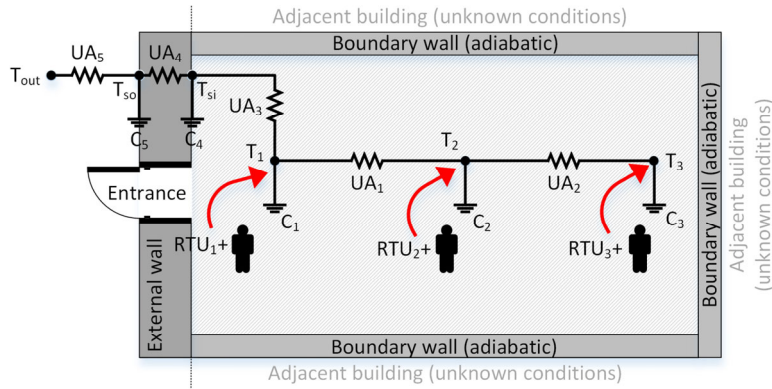 Adjacent building (unknown conditions)
Boundary wall (adiabatic)
UA5
UA4
Tout
Tso
Tsi
UA3
C5
C4
T1
T2
T3
Entrance
UA1
UA2
C1
C2
C3
RTU1+
RTU2+
RTU3+
External wall
Boundary wall (adiabatic)
Adjacent building
(unknown conditions)
Boundary wall (adiabatic)
Adjacent building (unknown conditions)